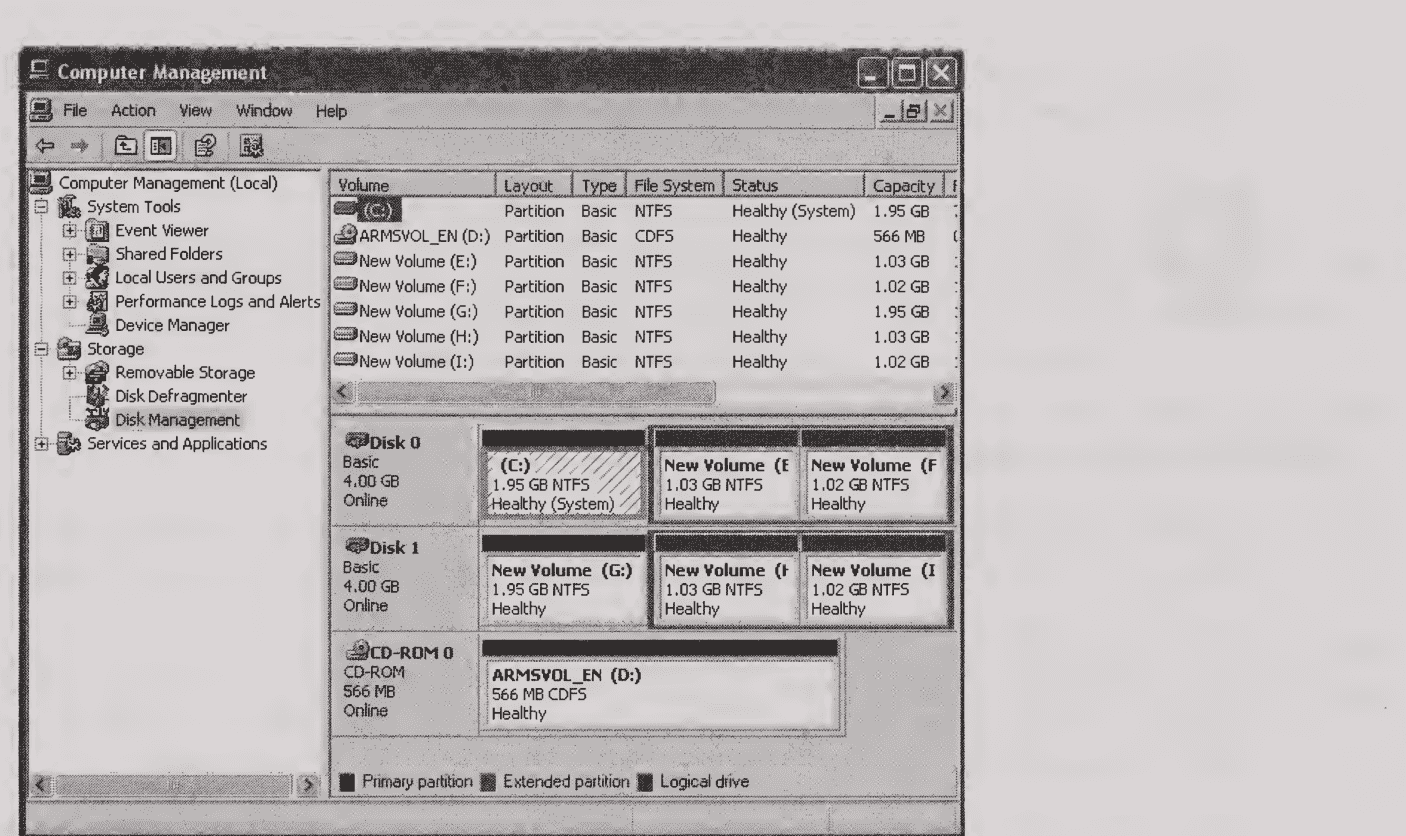 Computer Management
File Action View Window Help
Computer Management (Local)
System Tools
Event Viewer
Shared Folders
Local Users and Groups
Performance Logs and Alerts
Device Manager
Storage
Removable Storage
Disk Defragmenter
Disk Management
Services and Applications
Volume Layout Type File System Status Capacity F
(C:) Partition Basic NTFS Healthy (System) 1.95 GB
ARMSVOL_EN (D:) Partition Basic CDFS Healthy 566 MB
New Volume (E:) Partition Basic NTFS Healthy 1.03 GB
New Volume (F:) Partition Basic NTFS Healthy 1.02 GB
New Volume (G:) Partition Basic NTFS Healthy 1.95 GB
New Volume (H:) Partition Basic NTFS Healthy 1.03 GB
New Volume (I:) Partition Basic NTFS Healthy 1.02 GB
Disk 0
Basic
4.00 GB
Online
(C:)
1.95 GB NTFS
Healthy (System)
New Volume (E
1.03 GB NTFS
Healthy
New Volume (F
1.02 GB NTFS
Healthy
Disk 1
Basic
4.00 GB
Online
New Volume (G:)
1.95 GB NTFS
Healthy
New Volume (H
1.03 GB NTFS
Healthy
New Volume (I
1.02 GB NTFS
Healthy
CD-ROM 0
CD-ROM
566 MB
Online
ARMSVOL_EN (D:)
566 MB CDFS
Healthy
Primary partition Extended partition Logical drive